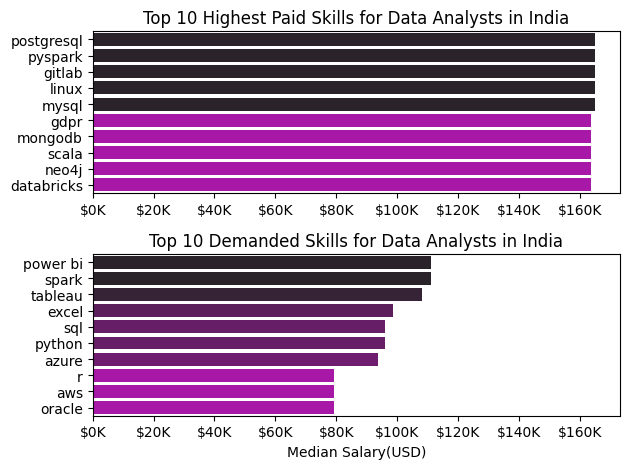 Top 10 Highest Paid Skills for Data Analysts in India
postgresql
pyspark
gitlab
linux
mysql
gdpr
mongodb
scala
neo4j
databricks
$0K $20K $40K $60K $80K $100K $120K $140K $160K
Top 10 Demanded Skills for Data Analysts in India
power bi
spark
tableau
excel
sql
python
azure
r
aws
oracle
$0K $20K $40K $60K $80K $100K $120K $140K $160K
Median Salary(USD)